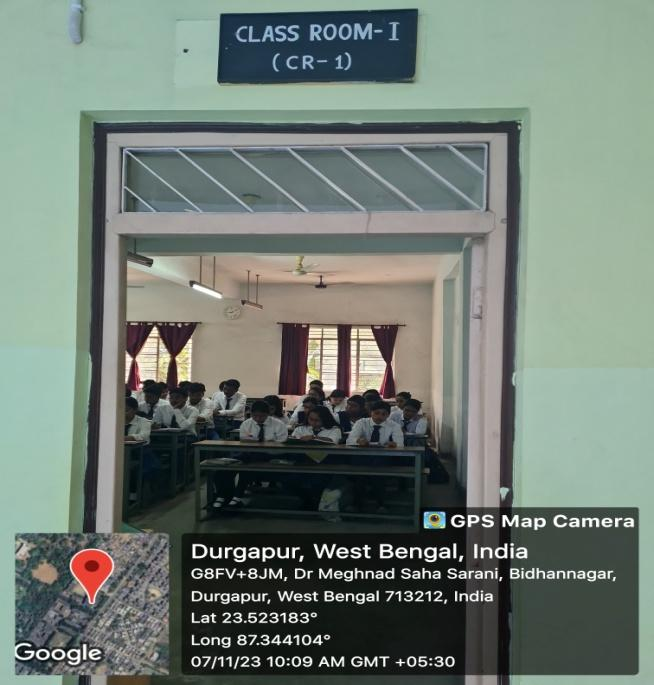 CLASS ROOM-I
(CR-1)
GPS Map Camera
Durgapur, West Bengal, India
G8FV+8JM, Dr Meghnad Saha Sarani, Bidhannagar,
Durgapur, West Bengal 713212, India
Lat 23.523183°
Long 87.344104°
07/11/23 10:09 AM GMT +05:30
Google